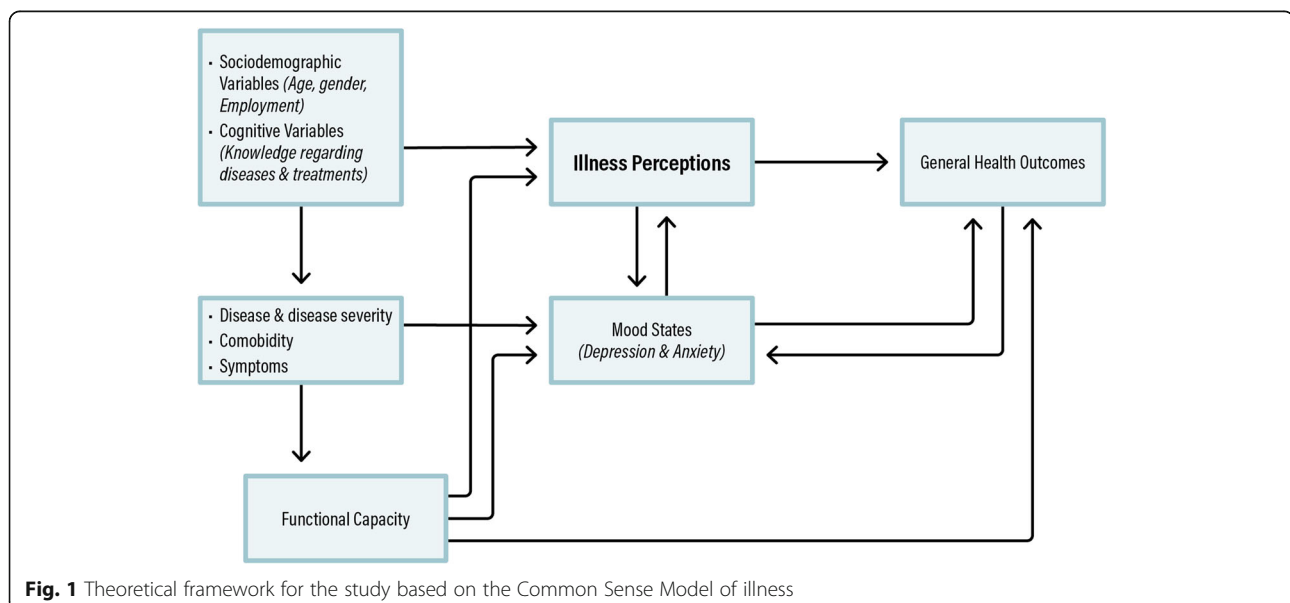 • Sociodemographic
Variables (Age, gender,
Employment)
• Cognitive Variables
(Knowledge regarding
diseases & treatments)
Illness Perceptions
General Health Outcomes
• Disease & disease severity
• Comobidity
• Symptoms
Mood States
(Depression & Anxiety)
Functional Capacity
Fig. 1 Theoretical framework for the study based on the Common Sense Model of illness